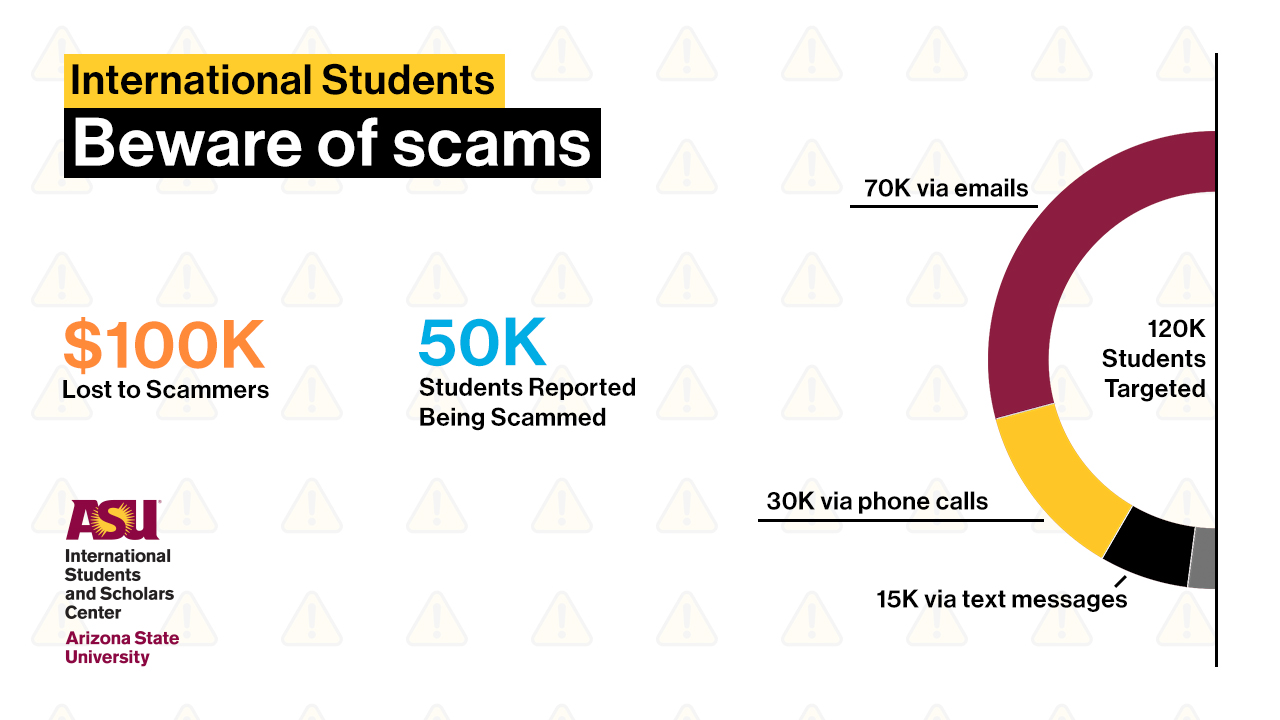 International Students
Beware of scams
$100K
Lost to Scammers
50K
Students Reported
Being Scammed
70K via emails
120K
Students
Targeted
30K via phone calls
15K via text messages
ASU
International
Students
and Scholars
Center
Arizona State
University